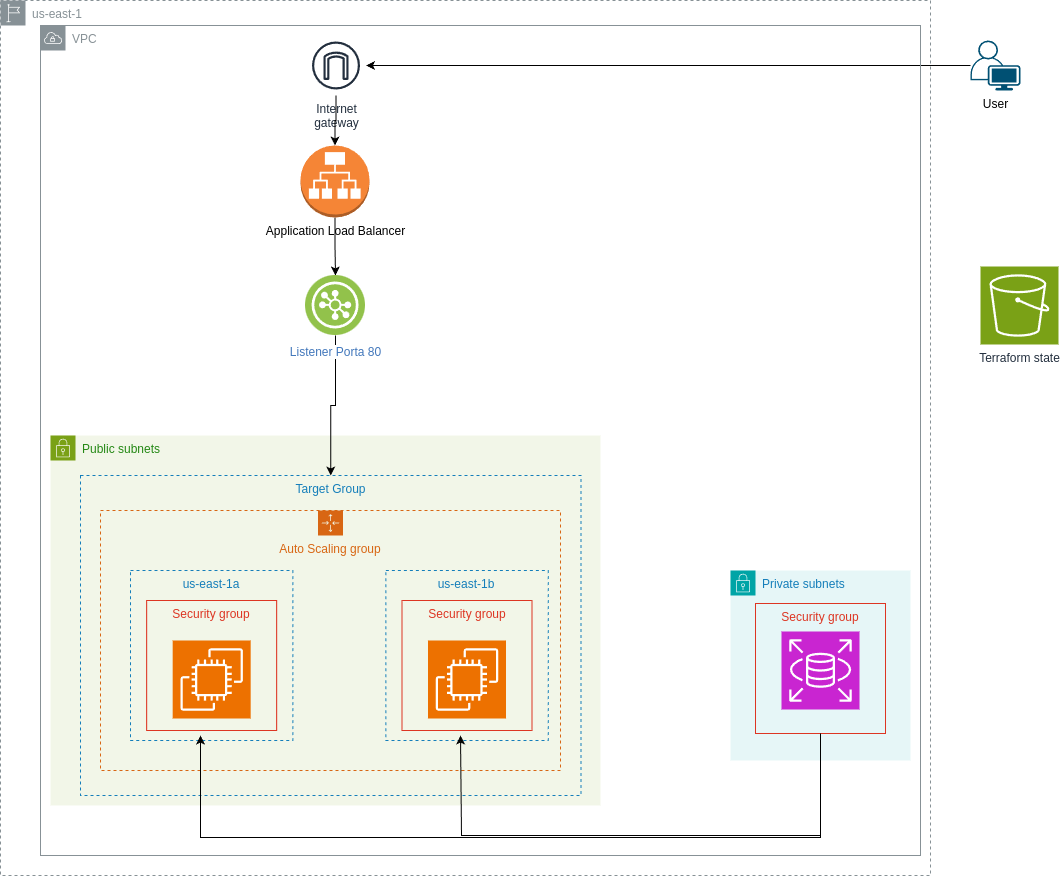 us-east-1
VPC
Internet
gateway
User
Application Load Balancer
Listener Porta 80
Terraform state
Public subnets
Target Group
Auto Scaling group
us-east-1a
us-east-1b
Security group
Security group
Private subnets
Security group